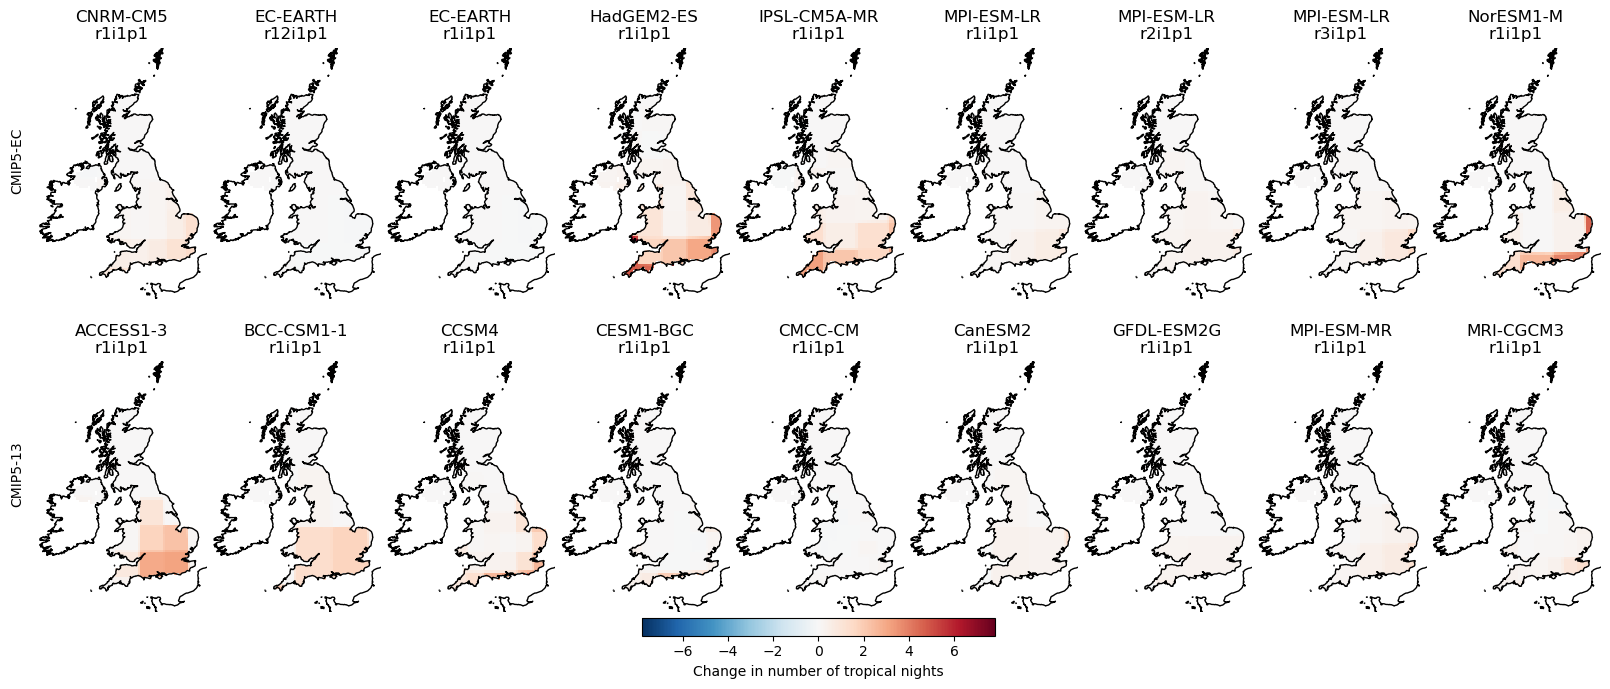 CNRM-CM5
r1i1p1
EC-EARTH
r12i1p1
EC-EARTH
r1i1p1
HadGEM2-ES
r1i1p1
IPSL-CM5A-MR
r1i1p1
MPI-ESM-LR
r1i1p1
MPI-ESM-LR
r2i1p1
MPI-ESM-LR
r3i1p1
NorESM1-M
r1i1p1
CMIP5-EC
ACCESS1-3
r1i1p1
BCC-CSM1-1
r1i1p1
CCSM4
r1i1p1
CESM1-BGC
r1i1p1
CMCC-CM
r1i1p1
CanESM2
r1i1p1
GFDL-ESM2G
r1i1p1
MPI-ESM-MR
r1i1p1
MRI-CGCM3
r1i1p1
CMIP5-13
−6 −4 −2 0 2 4 6
Change in number of tropical nights